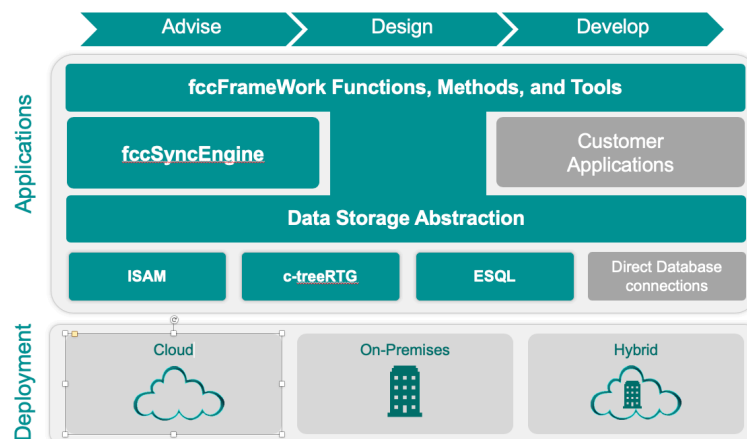 Advise
Design
Develop
Applications
fccFrameWork Functions, Methods, and Tools
fccSyncEngine
Customer
Applications
Data Storage Abstraction
ISAM
c-treeRTG
ESQL
Direct Database
connections
Deployment
Cloud
On-Premises
Hybrid